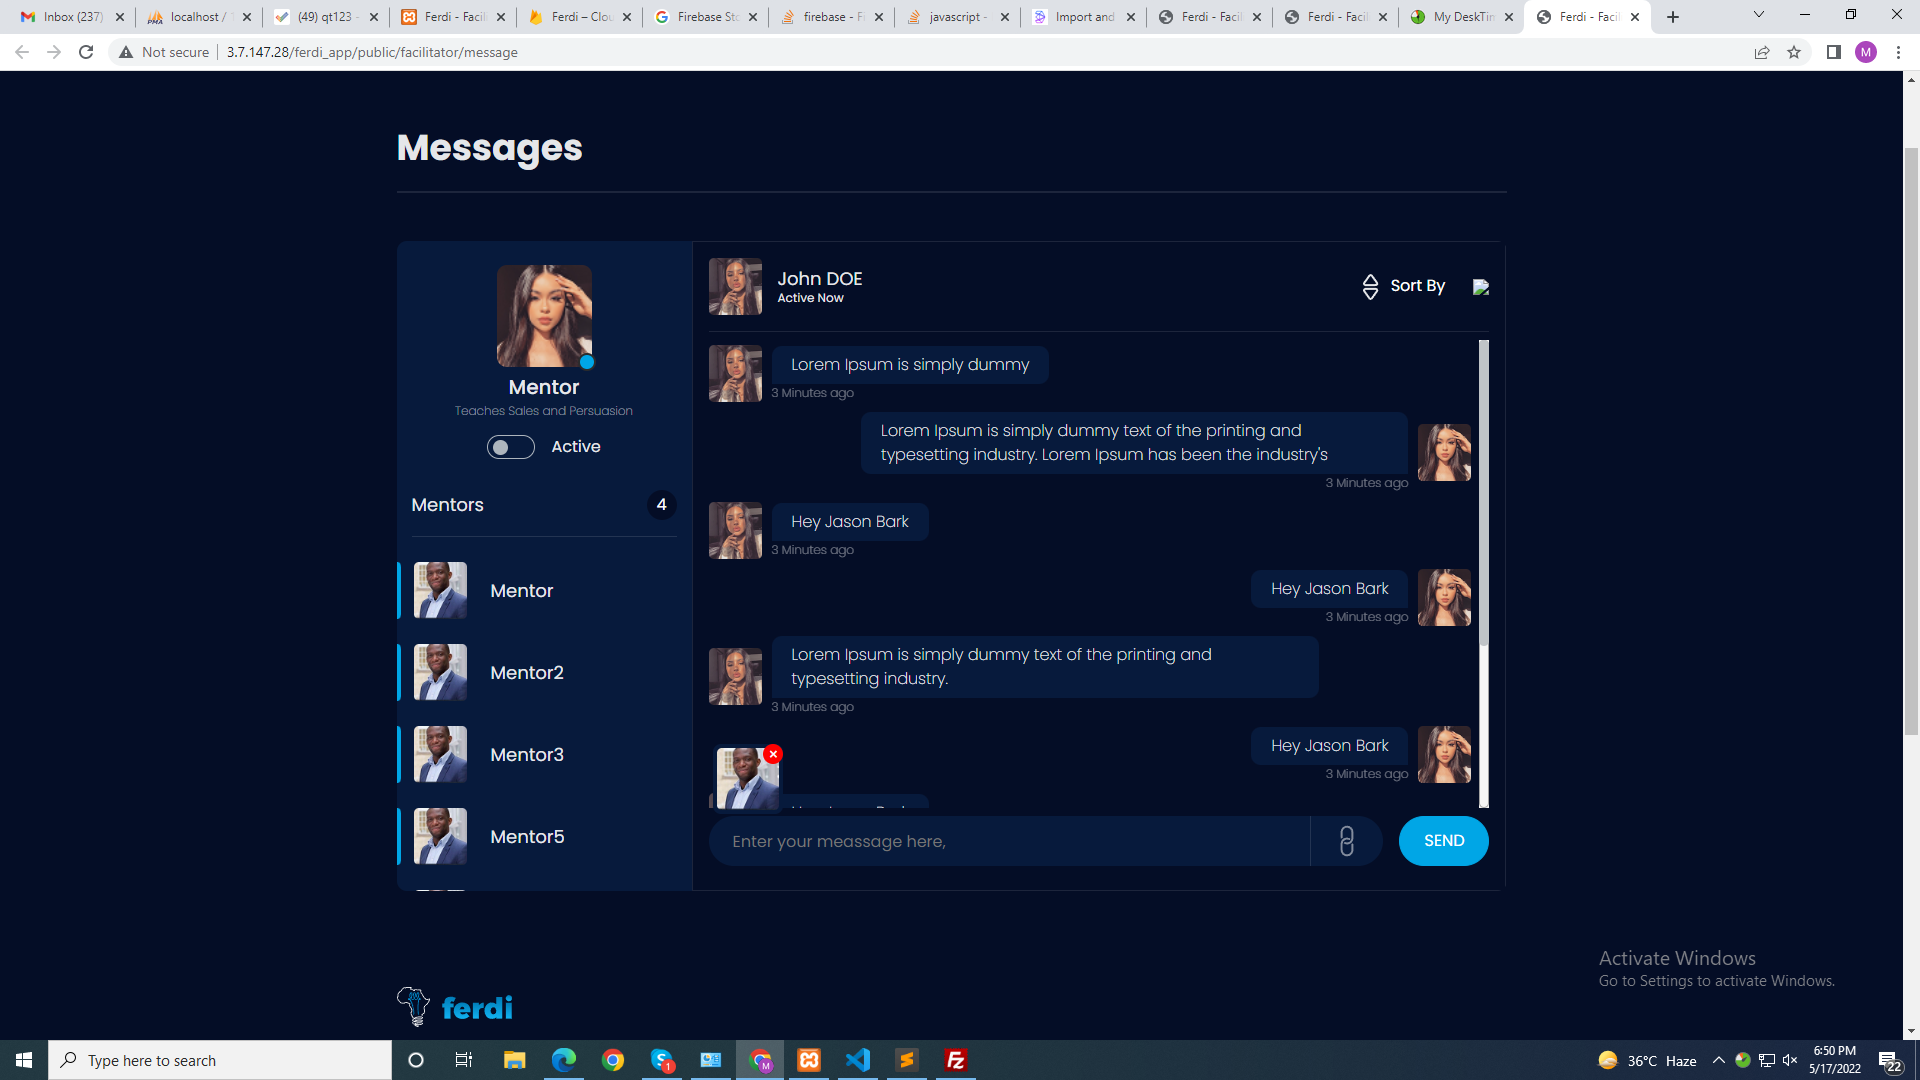 Inbox (237)
localhost / 1
(49) qt123 -
Ferdi - Facili
Ferdi – Clou
Firebase Sto
firebase - Fi
javascript -
Import and
Ferdi - Facil
Ferdi - Facil
My DeskTim
Ferdi - Facil
Not secure
3.7.147.28/ferdi_app/public/facilitator/message
M
Messages
Mentor
Teaches Sales and Persuasion
Active
Mentors
4
Mentor
Mentor2
Mentor3
Mentor5
John DOE
Active Now
Sort By
Lorem Ipsum is simply dummy
3 Minutes ago
Lorem Ipsum is simply dummy text of the printing and
typesetting industry. Lorem Ipsum has been the industry's
3 Minutes ago
Hey Jason Bark
3 Minutes ago
Hey Jason Bark
3 Minutes ago
Lorem Ipsum is simply dummy text of the printing and
typesetting industry.
3 Minutes ago
Hey Jason Bark
3 Minutes ago
Enter your meassage here,
SEND
Activate Windows
Go to Settings to activate Windows.
ferdi
Type here to search
1
M
36°C Haze
6:50 PM
5/17/2022
22